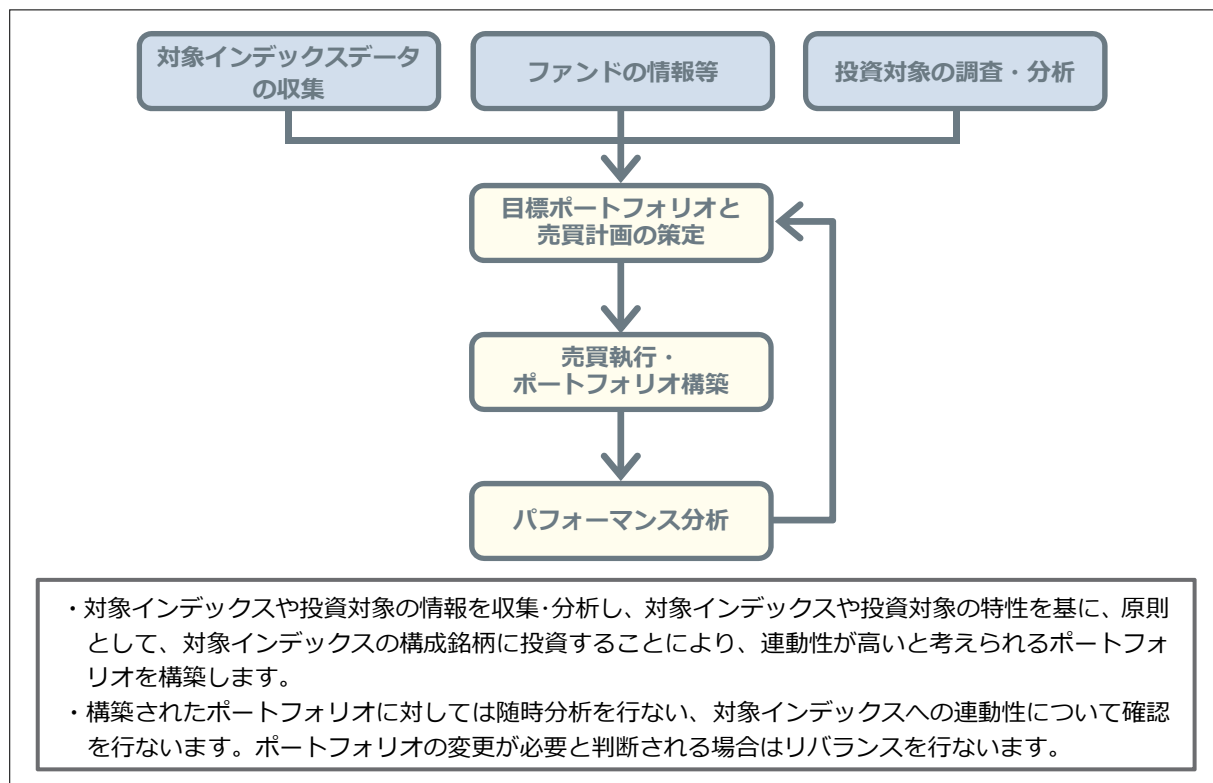 対象インデックスデータ
の収集
ファンドの情報等
投資対象の調査・分析
目標ポートフォリオと
売買計画の策定
売買執行・
ポートフォリオ構築
パフォーマンス分析
・対象インデックスや投資対象の情報を収集･分析し、対象インデックスや投資対象の特性を基に、原則
として、対象インデックスの構成銘柄に投資することにより、連動性が高いと考えられるポートフォ
リオを構築します。
・構築されたポートフォリオに対しては随時分析を行ない、対象インデックスへの連動性について確認
を行ないます。ポートフォリオの変更が必要と判断される場合はリバランスを行ないます。